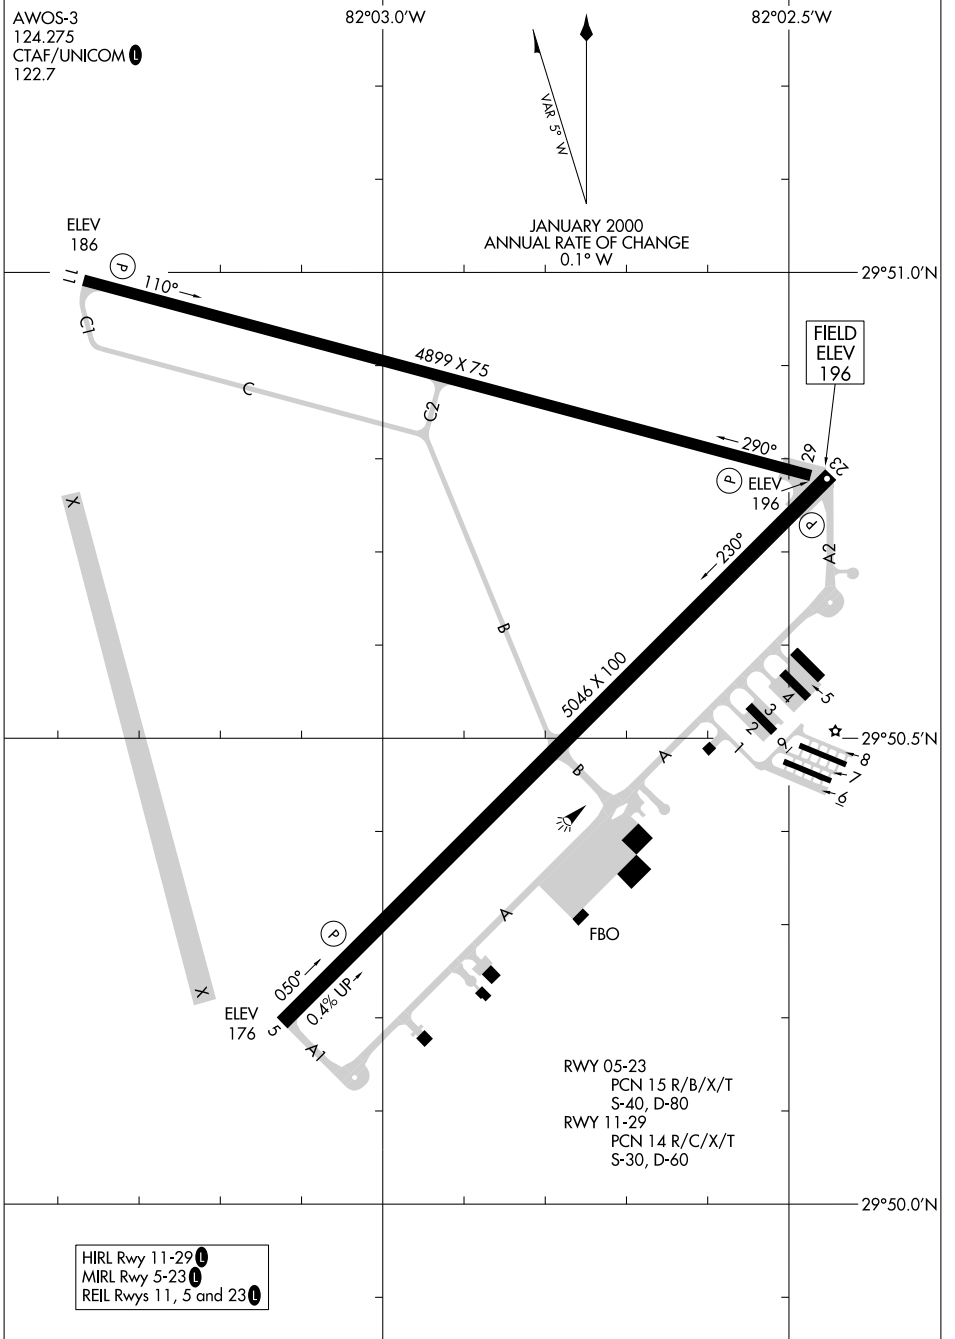 AWOS-3
124.275
CTAF/UNICOM L
122.7
82°03.0'W
82°02.5'W
VAR 5° W
JANUARY 2000
ANNUAL RATE OF CHANGE
0.1° W
ELEV
186
P
11
110°
29°51.0'N
C1
C
4899 X 75
C2
FIELD
ELEV
196
290°
29
23
P
ELEV
196
P
X
230°
A2
B
5046 X 100
5
4
3
2
1
9
8
7
6
29°50.5'N
A
B
A
FBO
P
050°
0.4% UP
X
ELEV
176
5
A1
RWY 05-23
PCN 15 R/B/X/T
S-40, D-80
RWY 11-29
PCN 14 R/C/X/T
S-30, D-60
29°50.0'N
HIRL Rwy 11-29 L
MIRL Rwy 5-23 L
REIL Rwys 11, 5 and 23 L